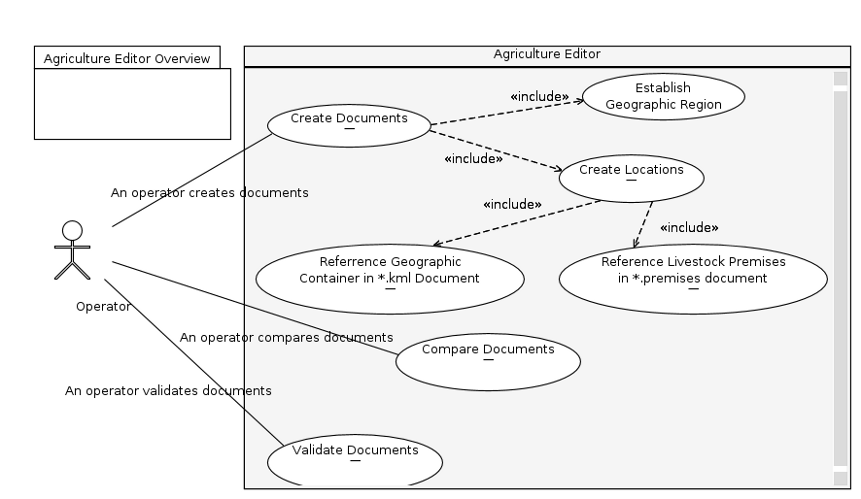 Agriculture Editor
Agriculture Editor Overview
Establish
Geographic Region
«include»
Create Documents
«include»
Create Locations
An operator creates documents
«include»
«include»
Referrence Geographic
Container in *.kml Document
Reference Livestock Premises
in *.premises document
Operator
An operator compares documents
Compare Documents
An operator validates documents
Validate Documents